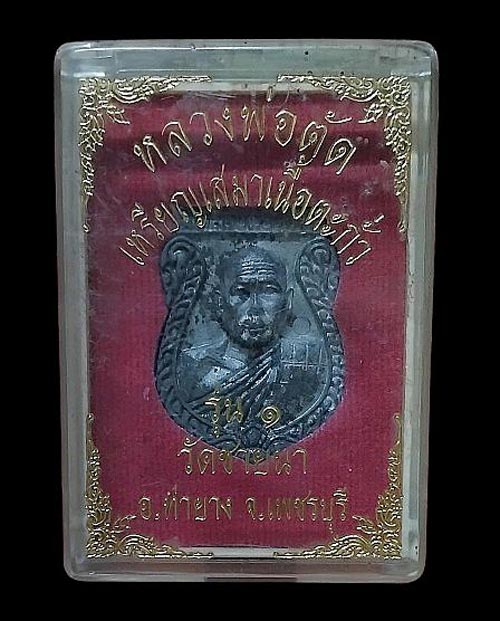 หลวงพ่อตัด
เหรียญเสมาเนื้อตะกั่ว
รุ่น ๑
วัดชายนา
อ.ท่ายาง จ.เพชรบุรี